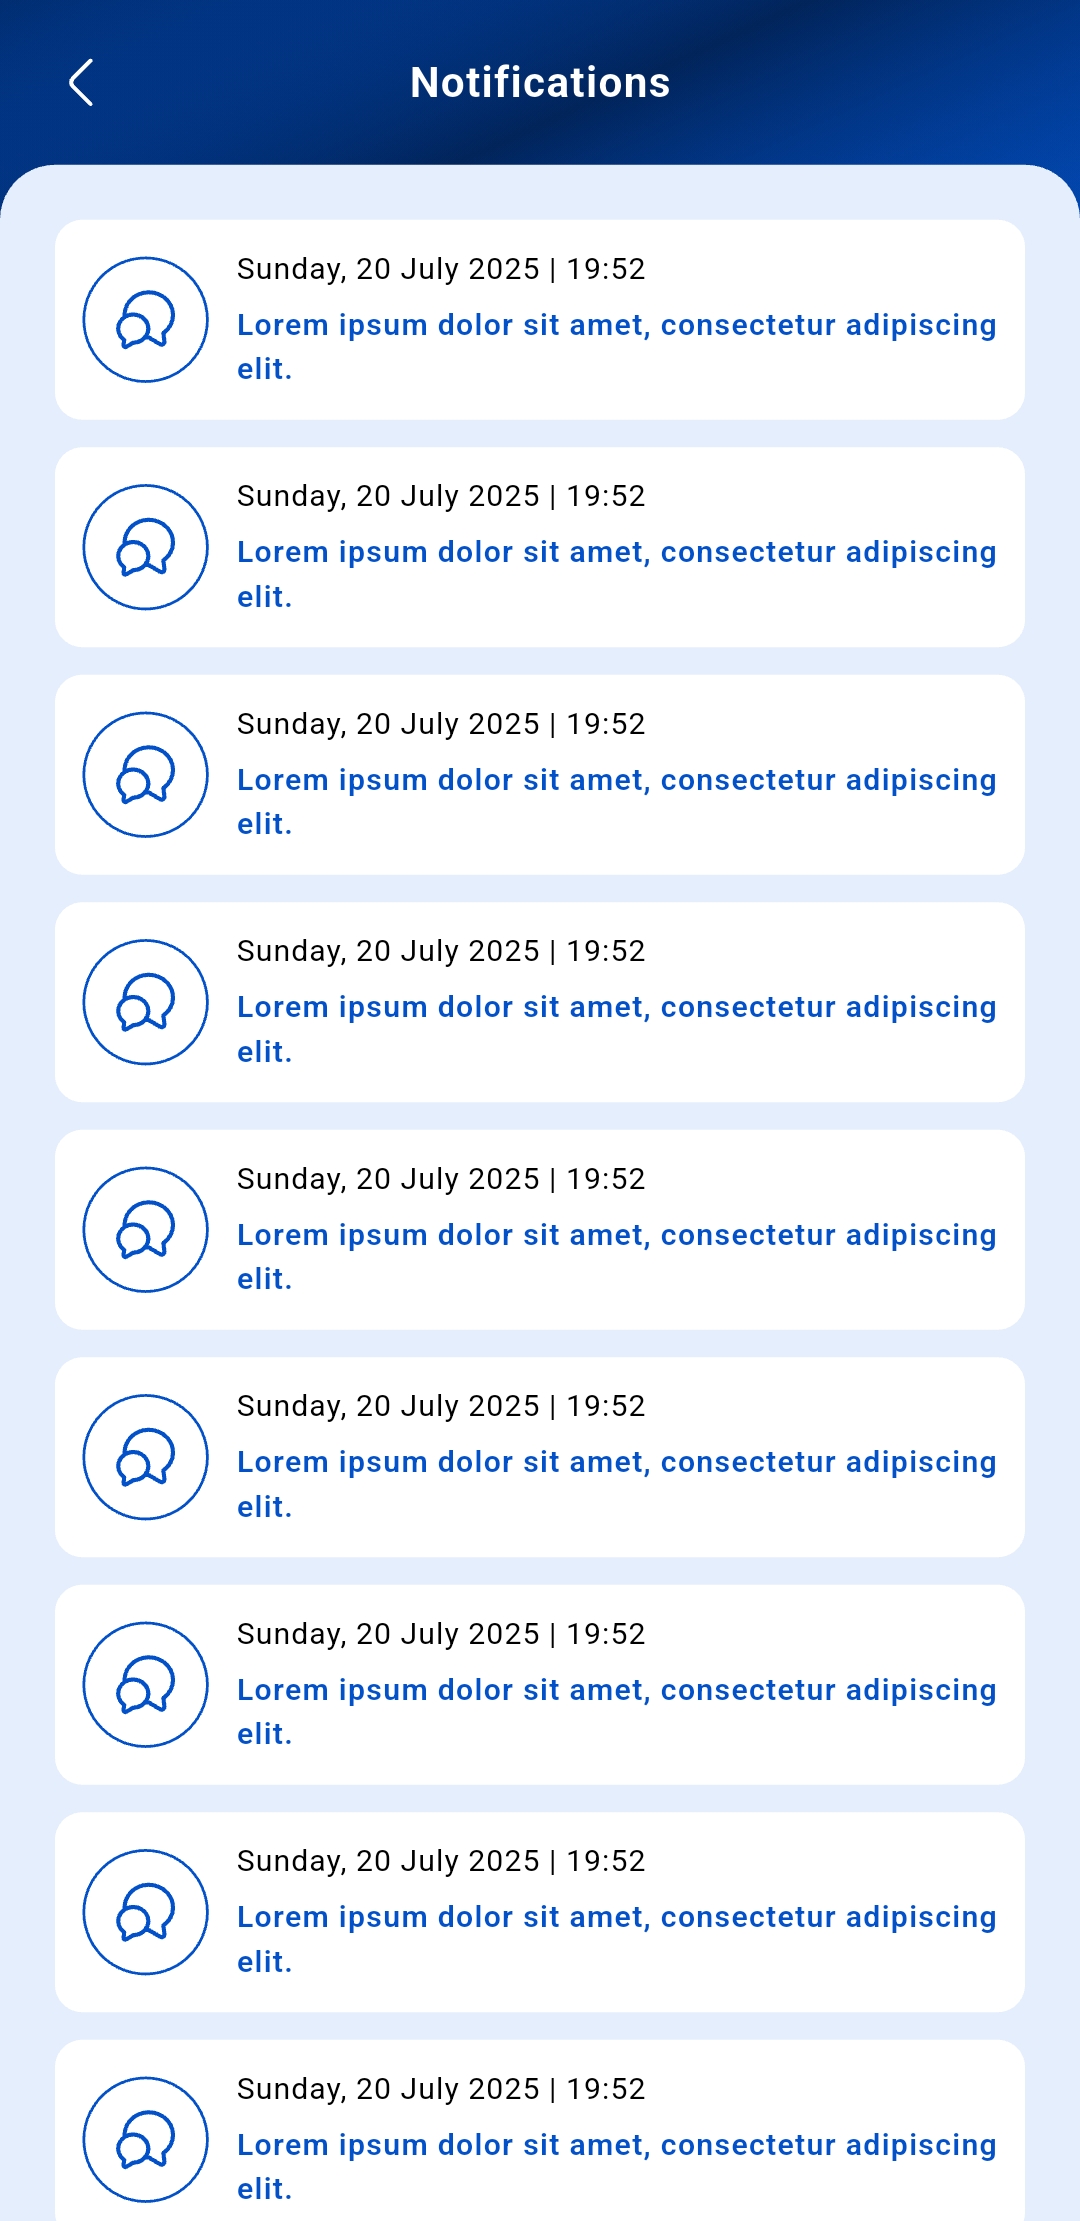 Notifications
Sunday, 20 July 2025 | 19:52
Lorem ipsum dolor sit amet, consectetur adipiscing
elit.
Sunday, 20 July 2025 | 19:52
Lorem ipsum dolor sit amet, consectetur adipiscing
elit.
Sunday, 20 July 2025 | 19:52
Lorem ipsum dolor sit amet, consectetur adipiscing
elit.
Sunday, 20 July 2025 | 19:52
Lorem ipsum dolor sit amet, consectetur adipiscing
elit.
Sunday, 20 July 2025 | 19:52
Lorem ipsum dolor sit amet, consectetur adipiscing
elit.
Sunday, 20 July 2025 | 19:52
Lorem ipsum dolor sit amet, consectetur adipiscing
elit.
Sunday, 20 July 2025 | 19:52
Lorem ipsum dolor sit amet, consectetur adipiscing
elit.
Sunday, 20 July 2025 | 19:52
Lorem ipsum dolor sit amet, consectetur adipiscing
elit.
Sunday, 20 July 2025 | 19:52
Lorem ipsum dolor sit amet, consectetur adipiscing
elit.